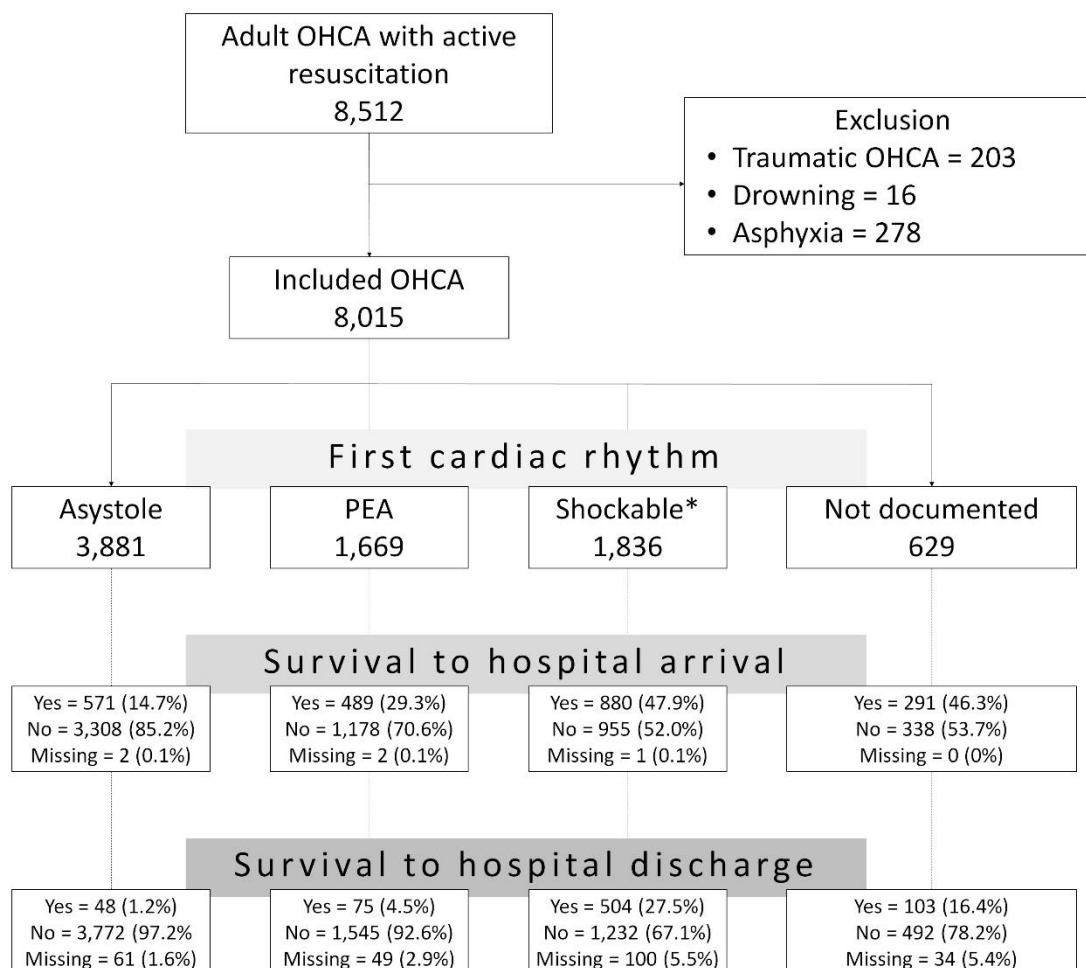 Adult OHCA with active
resuscitation
8,512
Exclusion
• Traumatic OHCA = 203
• Drowning = 16
• Asphyxia = 278
Included OHCA
8,015
First cardiac rhythm
Asystole
3,881
PEA
1,669
Shockable*
1,836
Not documented
629
Survival to hospital arrival
Yes = 571 (14.7%)
No = 3,308 (85.2%)
Missing = 2 (0.1%)
Yes = 489 (29.3%)
No = 1,178 (70.6%)
Missing = 2 (0.1%)
Yes = 880 (47.9%)
No = 955 (52.0%)
Missing = 1 (0.1%)
Yes = 291 (46.3%)
No = 338 (53.7%)
Missing = 0 (0%)
Survival to hospital discharge
Yes = 48 (1.2%)
No = 3,772 (97.2%
Missing = 61 (1.6%)
Yes = 75 (4.5%)
No = 1,545 (92.6%)
Missing = 49 (2.9%)
Yes = 504 (27.5%)
No = 1,232 (67.1%)
Missing = 100 (5.5%)
Yes = 103 (16.4%)
No = 492 (78.2%)
Missing = 34 (5.4%)